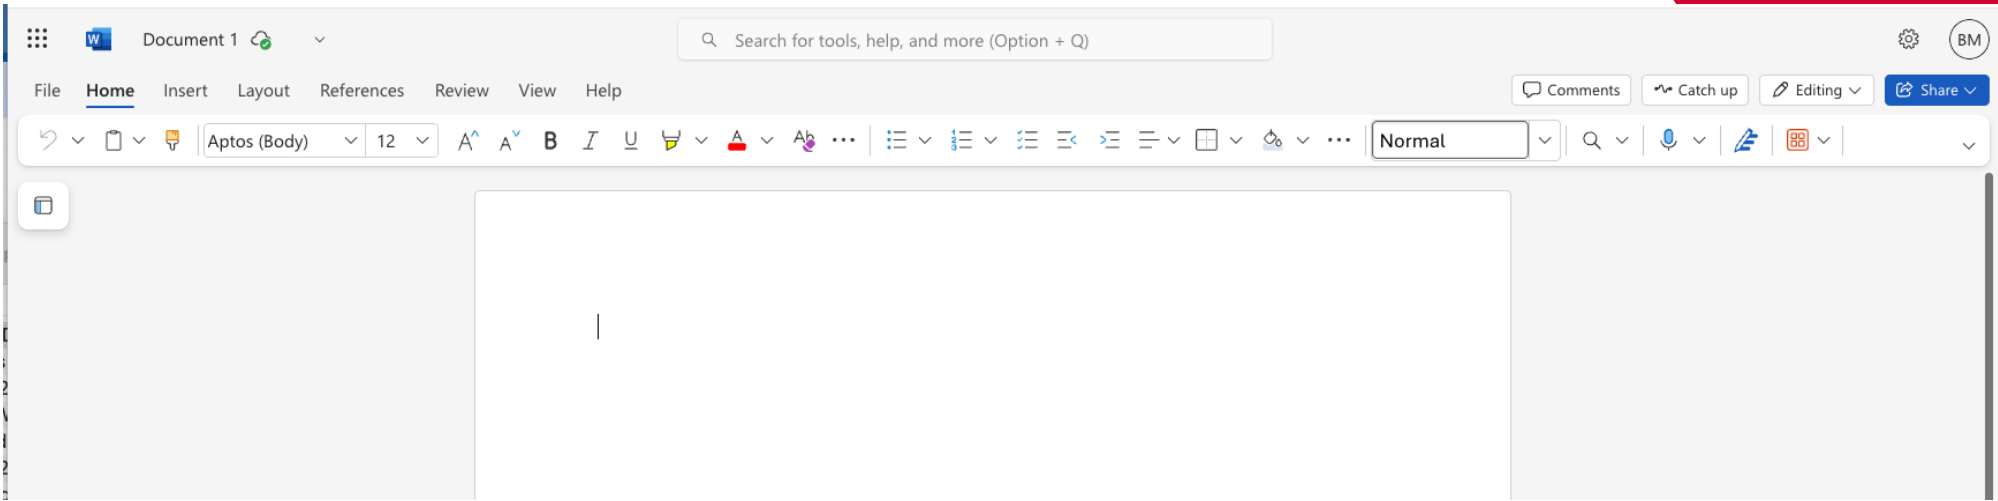 Document 1
Search for tools, help, and more (Option + Q)
BM
File Home Insert Layout References Review View Help
Comments Catch up Editing Share
Aptos (Body) 12 Normal